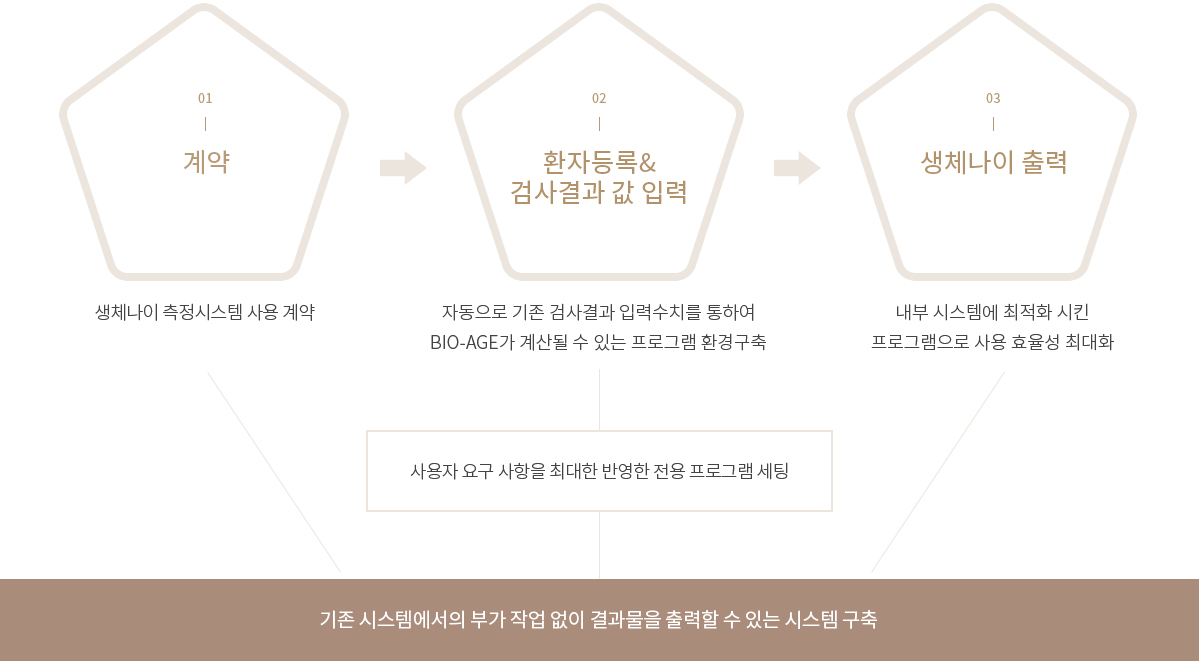 01
계약
02
환자등록&
검사결과 값 입력
03
생체나이 출력
생체나이 측정시스템 사용 계약
자동으로 기존 검사결과 입력수치를 통하여
BIO-AGE가 계산될 수 있는 프로그램 환경구축
내부 시스템에 최적화 시킨
프로그램으로 사용 효율성 최대화
사용자 요구 사항을 최대한 반영한 전용 프로그램 세팅
기존 시스템에서의 부가 작업 없이 결과물을 출력할 수 있는 시스템 구축